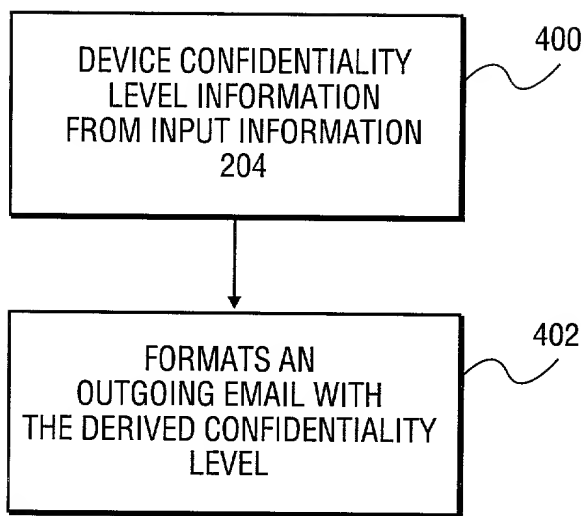 DEVICE CONFIDENTIALITY
LEVEL INFORMATION
FROM INPUT INFORMATION
204
400
FORMATS AN
OUTGOING EMAIL WITH
THE DERIVED CONFIDENTIALITY
LEVEL
402